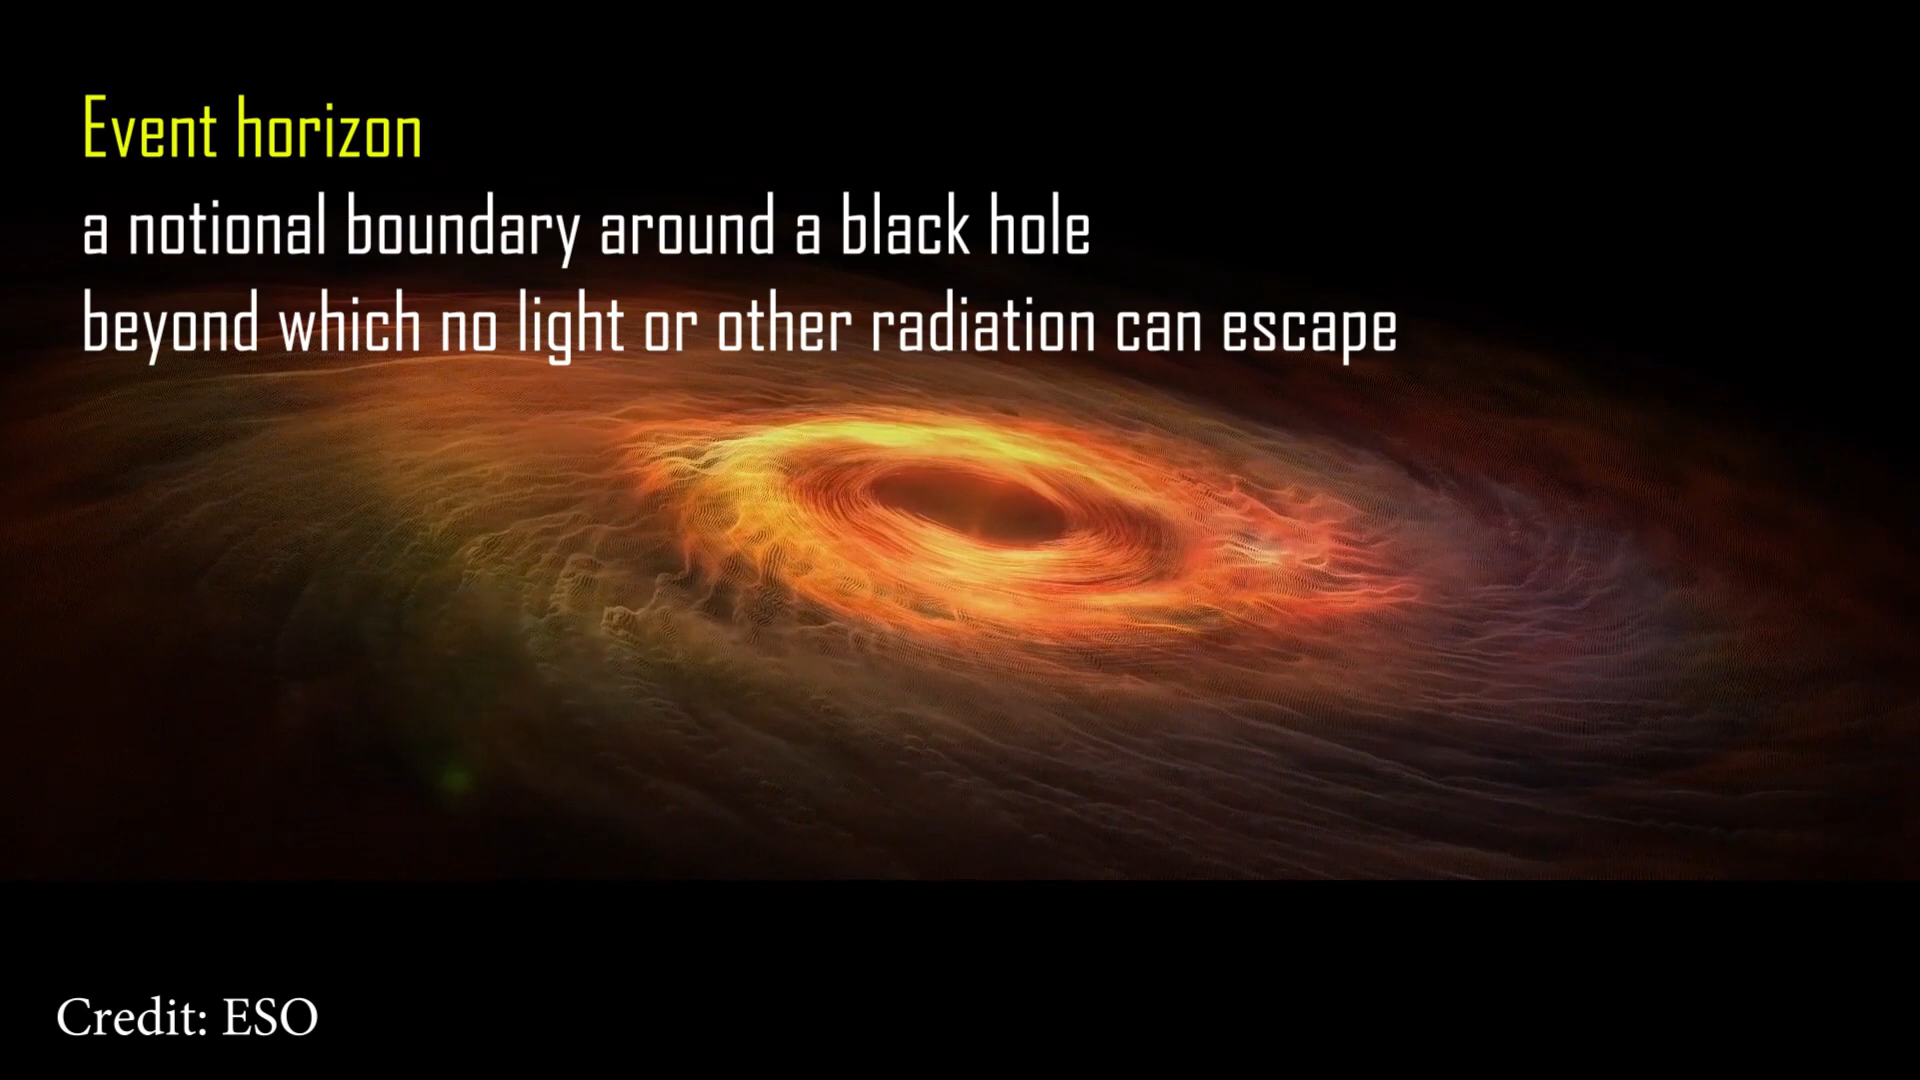 Event horizon
a notional boundary around a black hole
beyond which no light or other radiation can escape
Credit: ESO